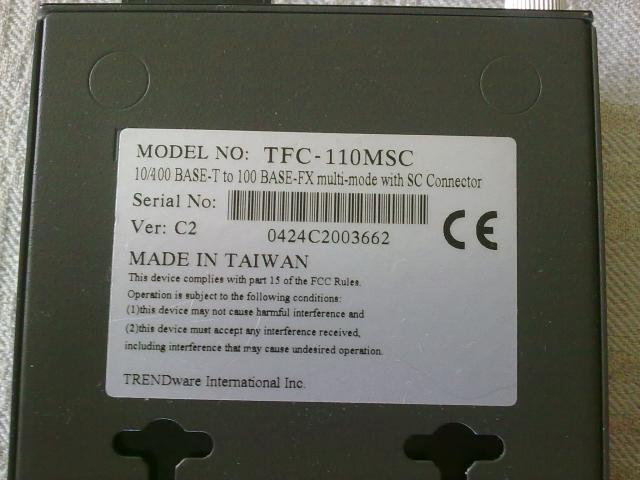 MODEL NO: TFC-110MSC
10/400 BASE-T to 100 BASE-FX multi-mode with SC Connector
Serial No:
Ver: C2 0424C2003662
CE
MADE IN TAIWAN
This device complies with part 15 of the FCC Rules.
Operation is subject to the following conditions:
(1)this device may not cause harmful interference and
(2)this device must accept any interference received,
including interference that may cause undesired operation.
TRENDware International Inc.